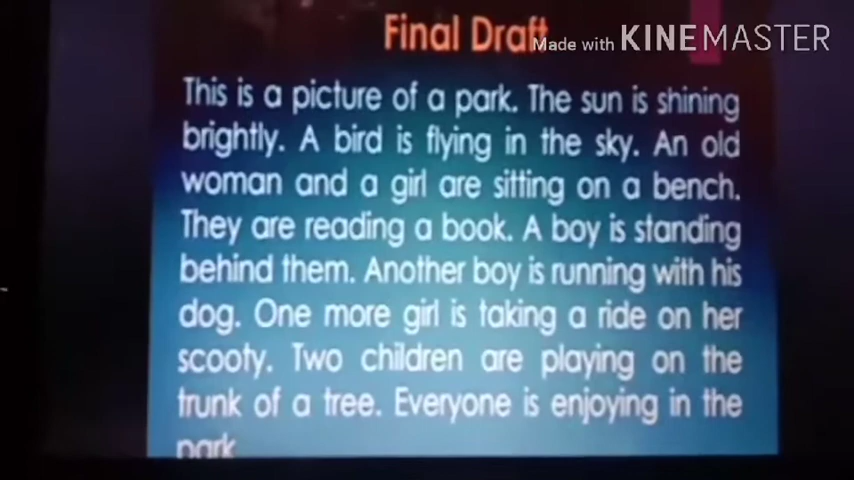 Final Draft
Made with KINEMASTER
This is a picture of a park. The sun is shining
brightly. A bird is flying in the sky. An old
woman and a girl are sitting on a bench.
They are reading a book. A boy is standing
behind them. Another boy is running with his
dog. One more girl is taking a ride on her
scooty. Two children are playing on the
trunk of a tree. Everyone is enjoying in the
park